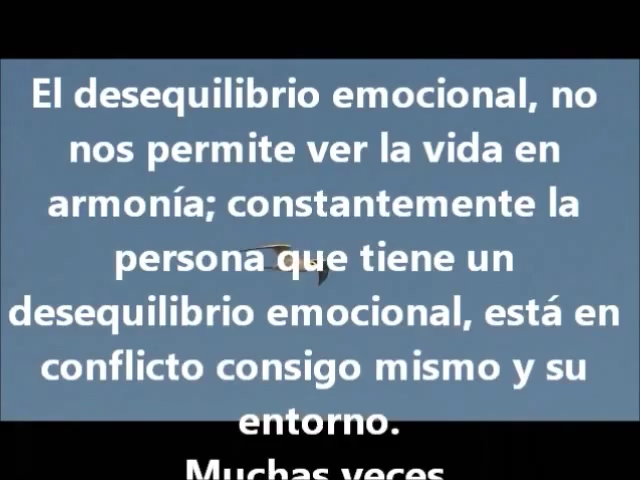 El desequilibrio emocional, no
nos permite ver la vida en
armonía; constantemente la
persona que tiene un
desequilibrio emocional, está en
conflicto consigo mismo y su
entorno.
Muchas veces